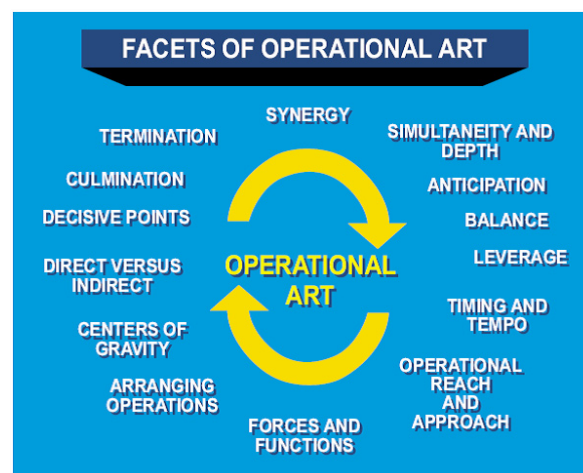 FACETS OF OPERATIONAL ART
SYNERGY
SIMULTANEITY AND
DEPTH
ANTICIPATION
BALANCE
LEVERAGE
TIMING AND
TEMPO
OPERATIONAL
REACH
AND
APPROACH
FORCES AND
FUNCTIONS
ARRANGING
OPERATIONS
CENTERS OF
GRAVITY
DIRECT VERSUS
INDIRECT
DECISIVE POINTS
CULMINATION
TERMINATION
OPERATIONAL
ART